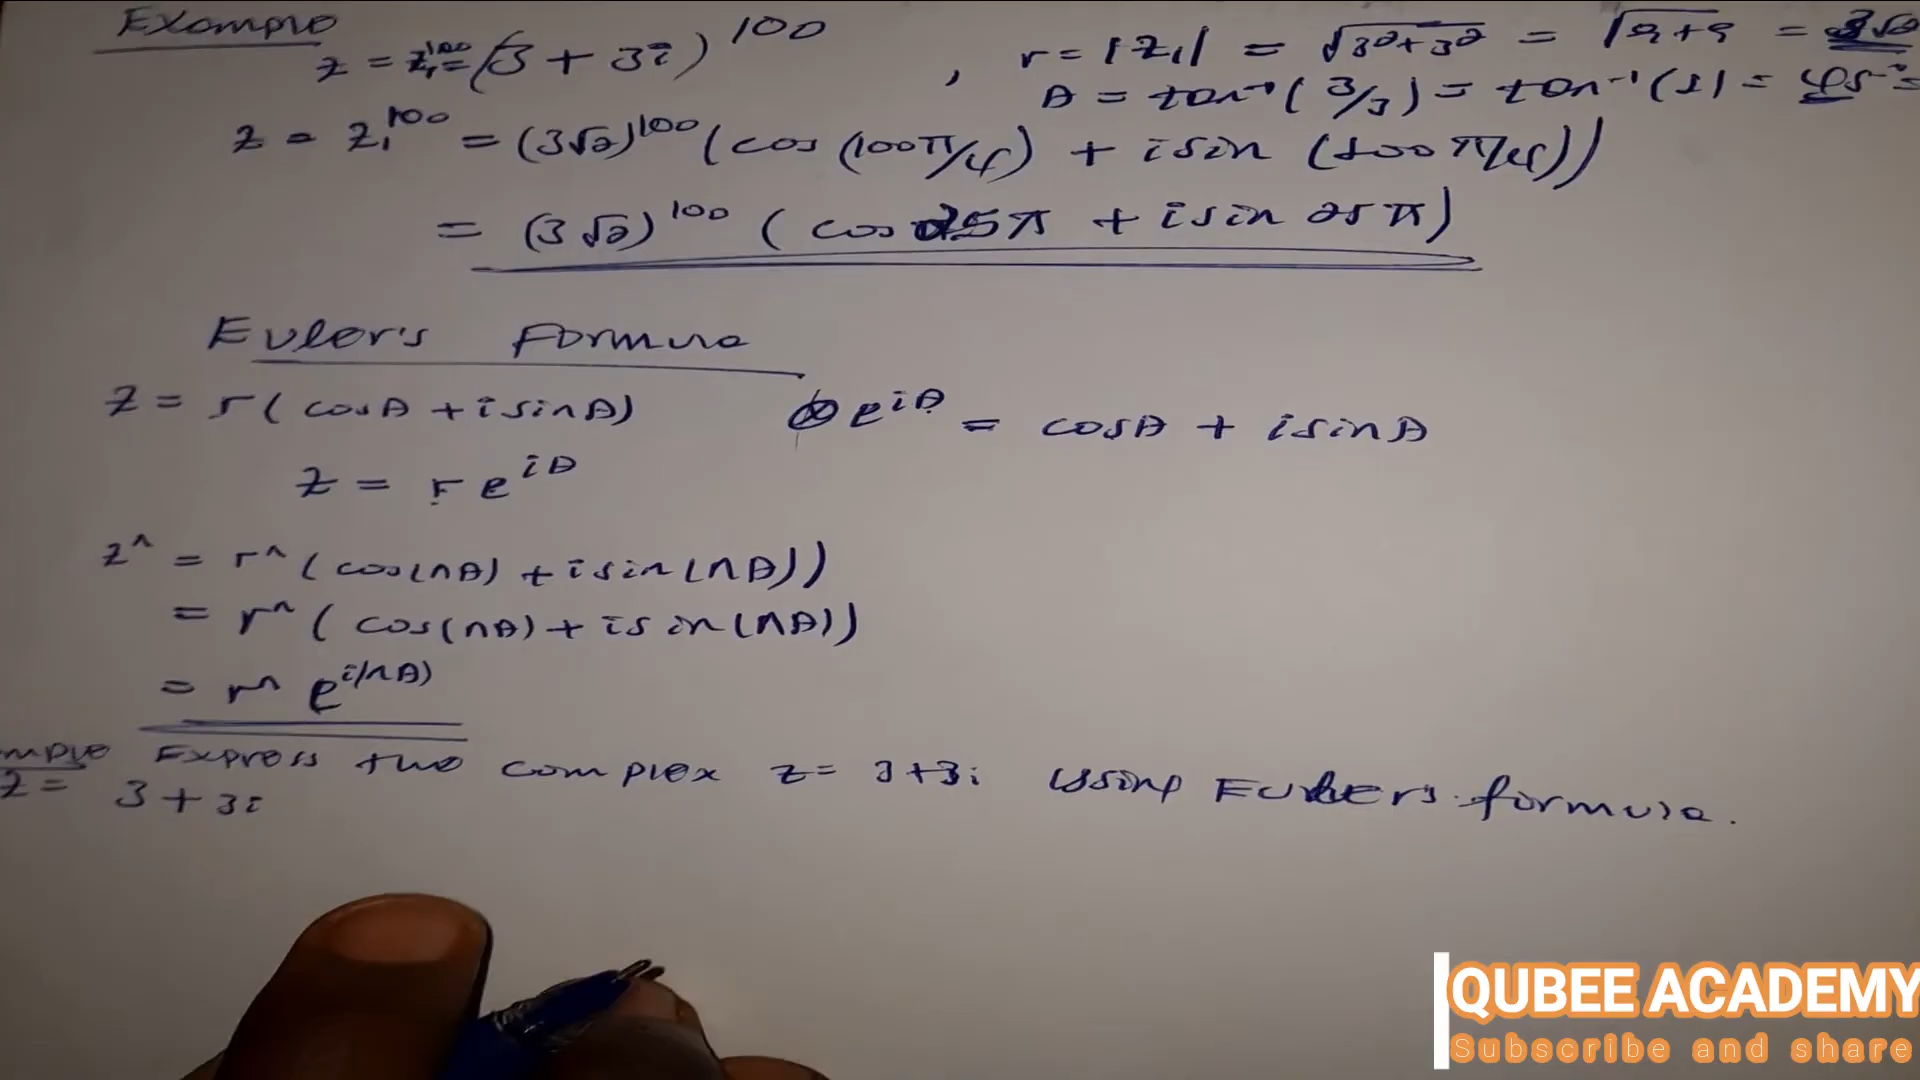 Example
z = z₁¹⁰⁰ = (3 + 3i)¹⁰⁰ , r = |z₁| = √3²+3² = √9+9 = 3√2
θ = tan⁻¹(3/3) = tan⁻¹(1) = 45°=
z = z₁¹⁰⁰ = (3√2)¹⁰⁰ (cos (100π/4) + i sin (100π/4))
= (3√2)¹⁰⁰ (cos 25π + i sin 25π)
Euler's Formula
z = r(cosθ + i sinθ) e^iθ = cosθ + i sinθ
z = r e^iθ
zⁿ = rⁿ (cos(nθ) + i sin(nθ))
= rⁿ (cos(nθ) + i sin(nθ))
= rⁿ e^i(nθ)
mple Express the complex z = 3+3i using Euler's formula.
z = 3 + 3i
QUBEE ACADEMY
Subscribe and share